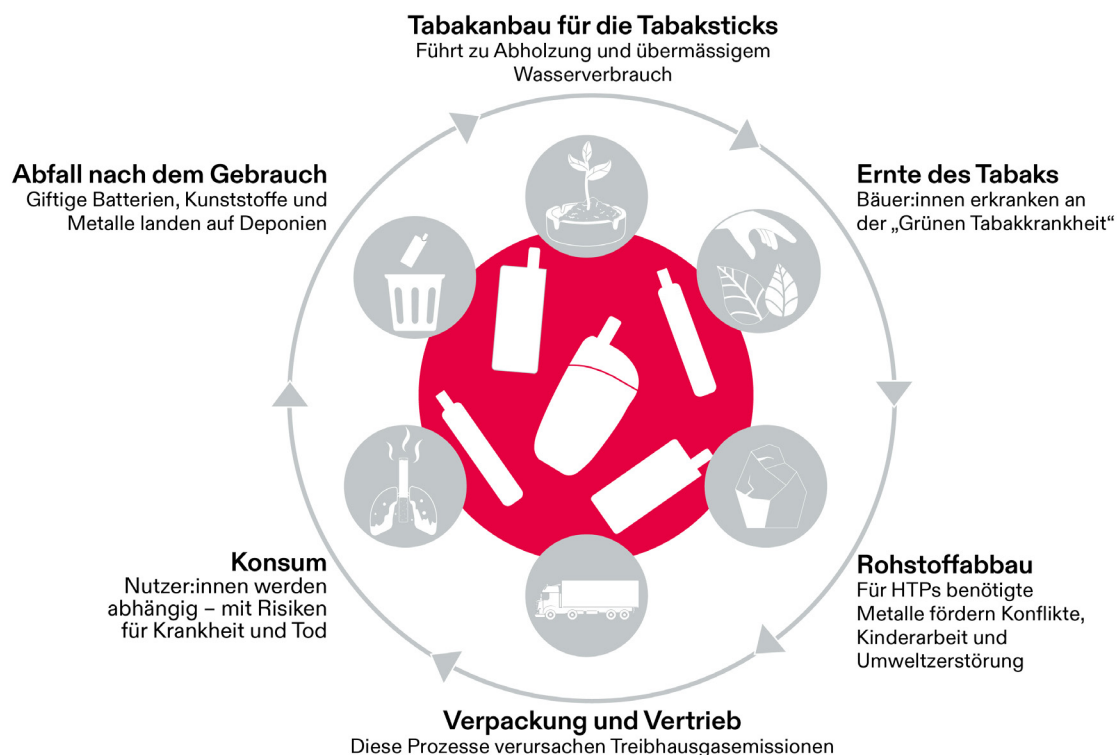 Tabakanbau für die Tabaksticks
Führt zu Abholzung und übermässigem
Wasserverbrauch
Ernte des Tabaks
Bäuer:innen erkranken an
der „Grünen Tabakkrankheit“
Rohstoffabbau
Für HTPs benötigte
Metalle fördern Konflikte,
Kinderarbeit und
Umweltzerstörung
Verpackung und Vertrieb
Diese Prozesse verursachen Treibhausgasemissionen
Konsum
Nutzer:innen werden
abhängig – mit Risiken
für Krankheit und Tod
Abfall nach dem Gebrauch
Giftige Batterien, Kunststoffe und
Metalle landen auf Deponien